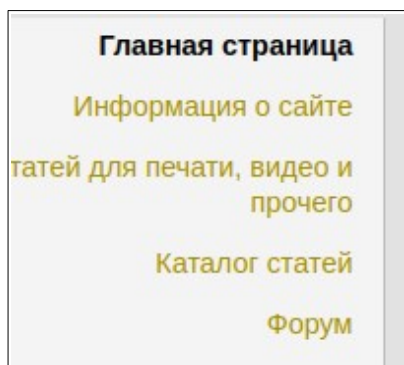 Главная страница
Информация о сайте
татей для печати, видео и
прочего
Каталог статей
Форум